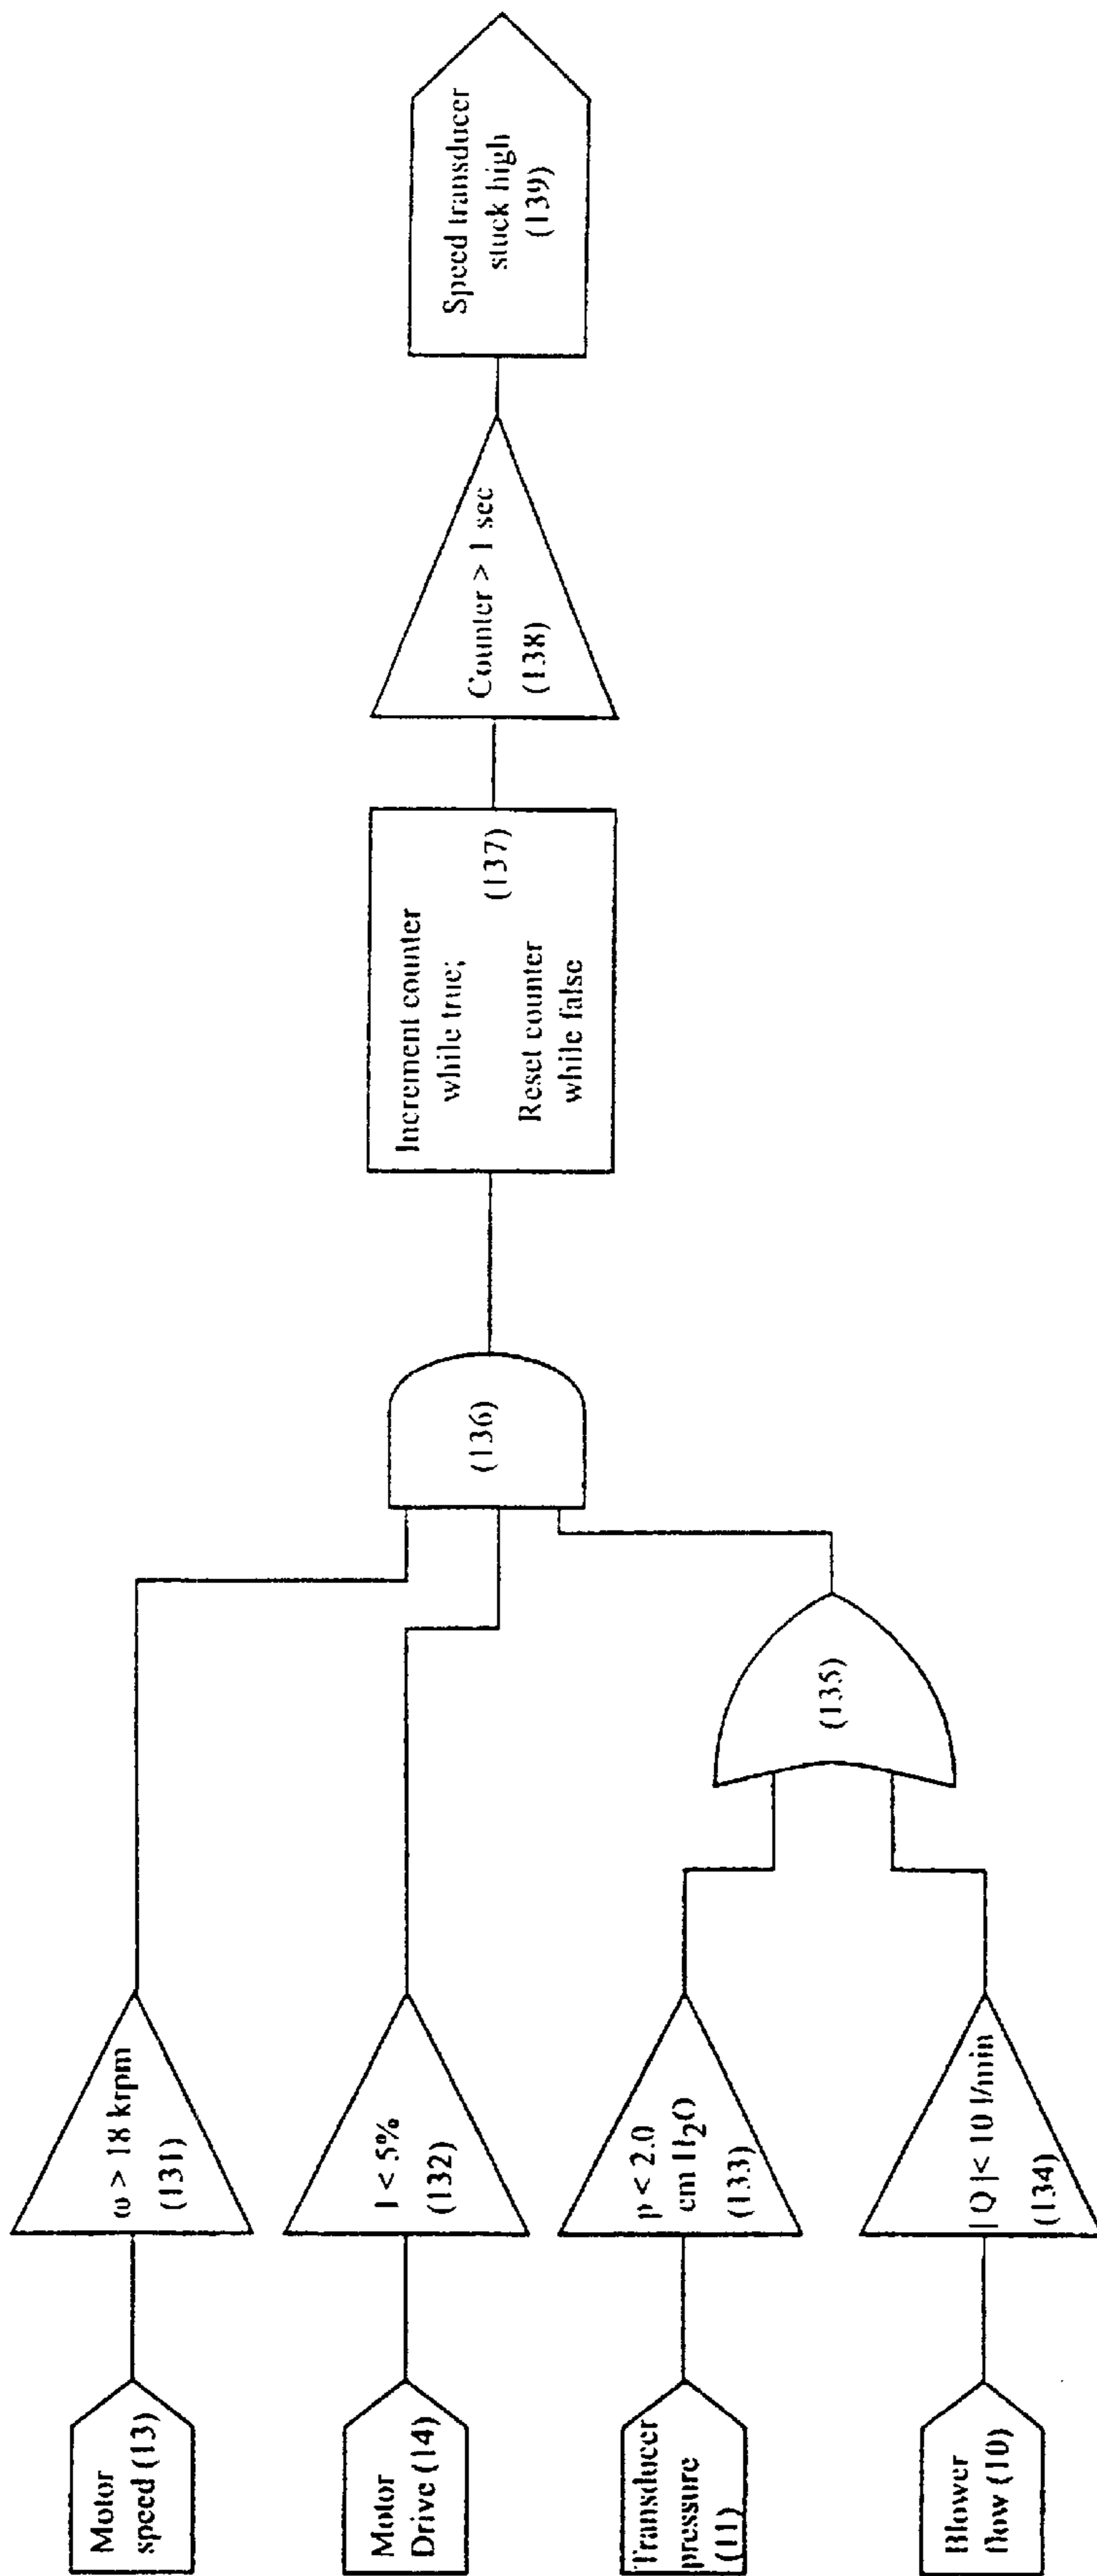 Motor
speed (13)
ω > 18 krpm
(131)
Motor
Drive (14)
I < 5%
(132)
Transducer
pressure
(11)
p < 2.0
cm H₂O
(133)
Blower
flow (10)
| Q |< 10 l/min
(134)
(135)
(136)
Increment counter
while true;
(137)
Reset counter
while false
Counter > 1 sec
(138)
Speed transducer
stuck high
(139)